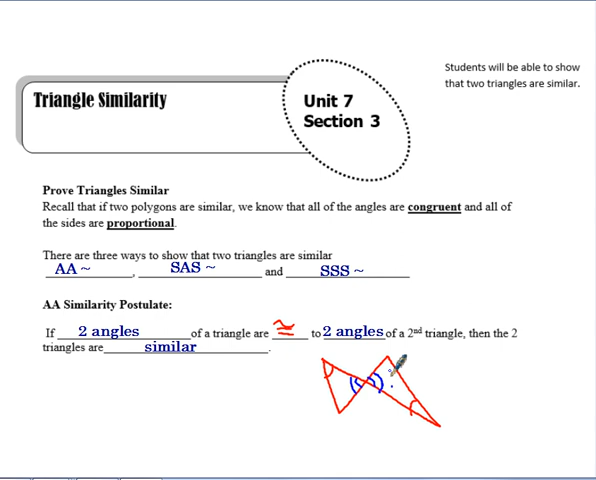 Students will be able to show
that two triangles are similar.
Triangle Similarity
Unit 7
Section 3
Prove Triangles Similar
Recall that if two polygons are similar, we know that all of the angles are congruent and all of
the sides are proportional.
There are three ways to show that two triangles are similar
AA ~, SAS ~ and SSS ~
AA Similarity Postulate:
If 2 angles of a triangle are ≅ to 2 angles of a 2nd triangle, then the 2
triangles are similar.